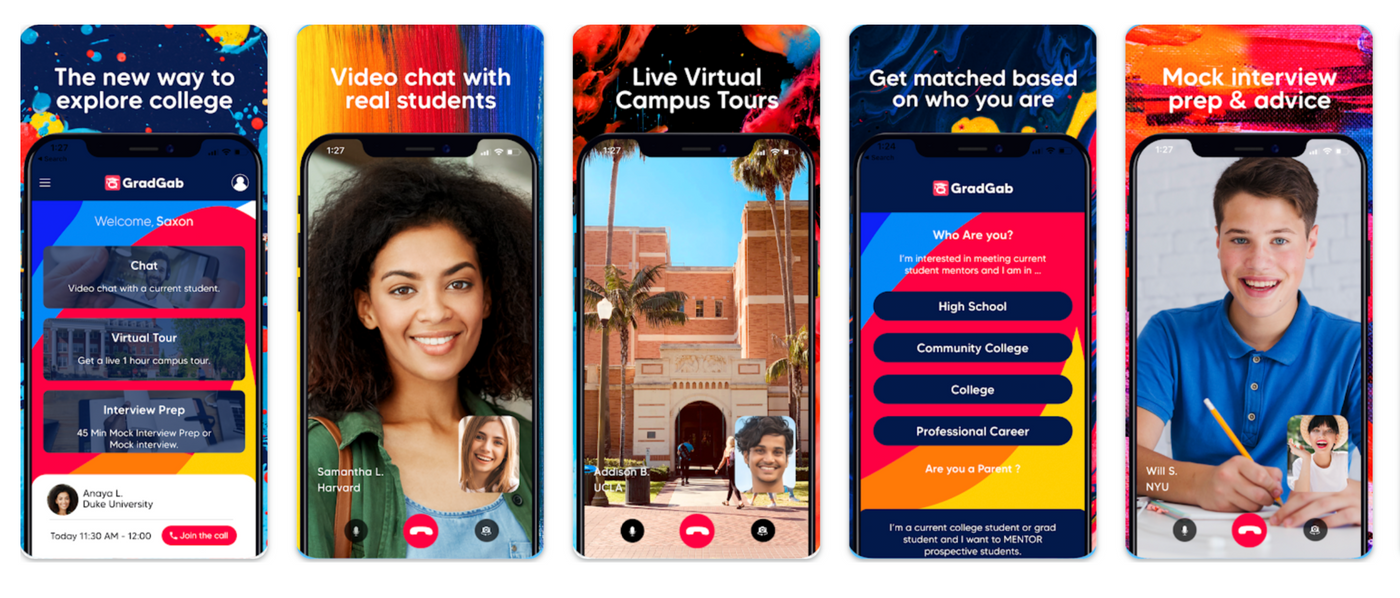 The new way to
explore college
1:27
Search
GradGab
Welcome, Saxon
Chat
Video chat with a current student.
Virtual Tour
Get a live 1 hour campus tour.
Interview Prep
45 Min Mock Interview Prep or
Mock interview.
Anaya L.
Duke University
Today 11:30 AM - 12:00
Join the call
Video chat with
real students
1:27
Samantha L.
Harvard
Live Virtual
Campus Tours
1:27
Addison B.
UCLA
Get matched based
on who you are
1:24
Search
GradGab
Who Are you?
I'm interested in meeting current
student mentors and I am in ...
High School
Community College
College
Professional Career
Are you a Parent ?
I'm a current college student or grad
student and I want to MENTOR
prospective students.
Mock interview
prep & advice
1:27
Will S.
NYU